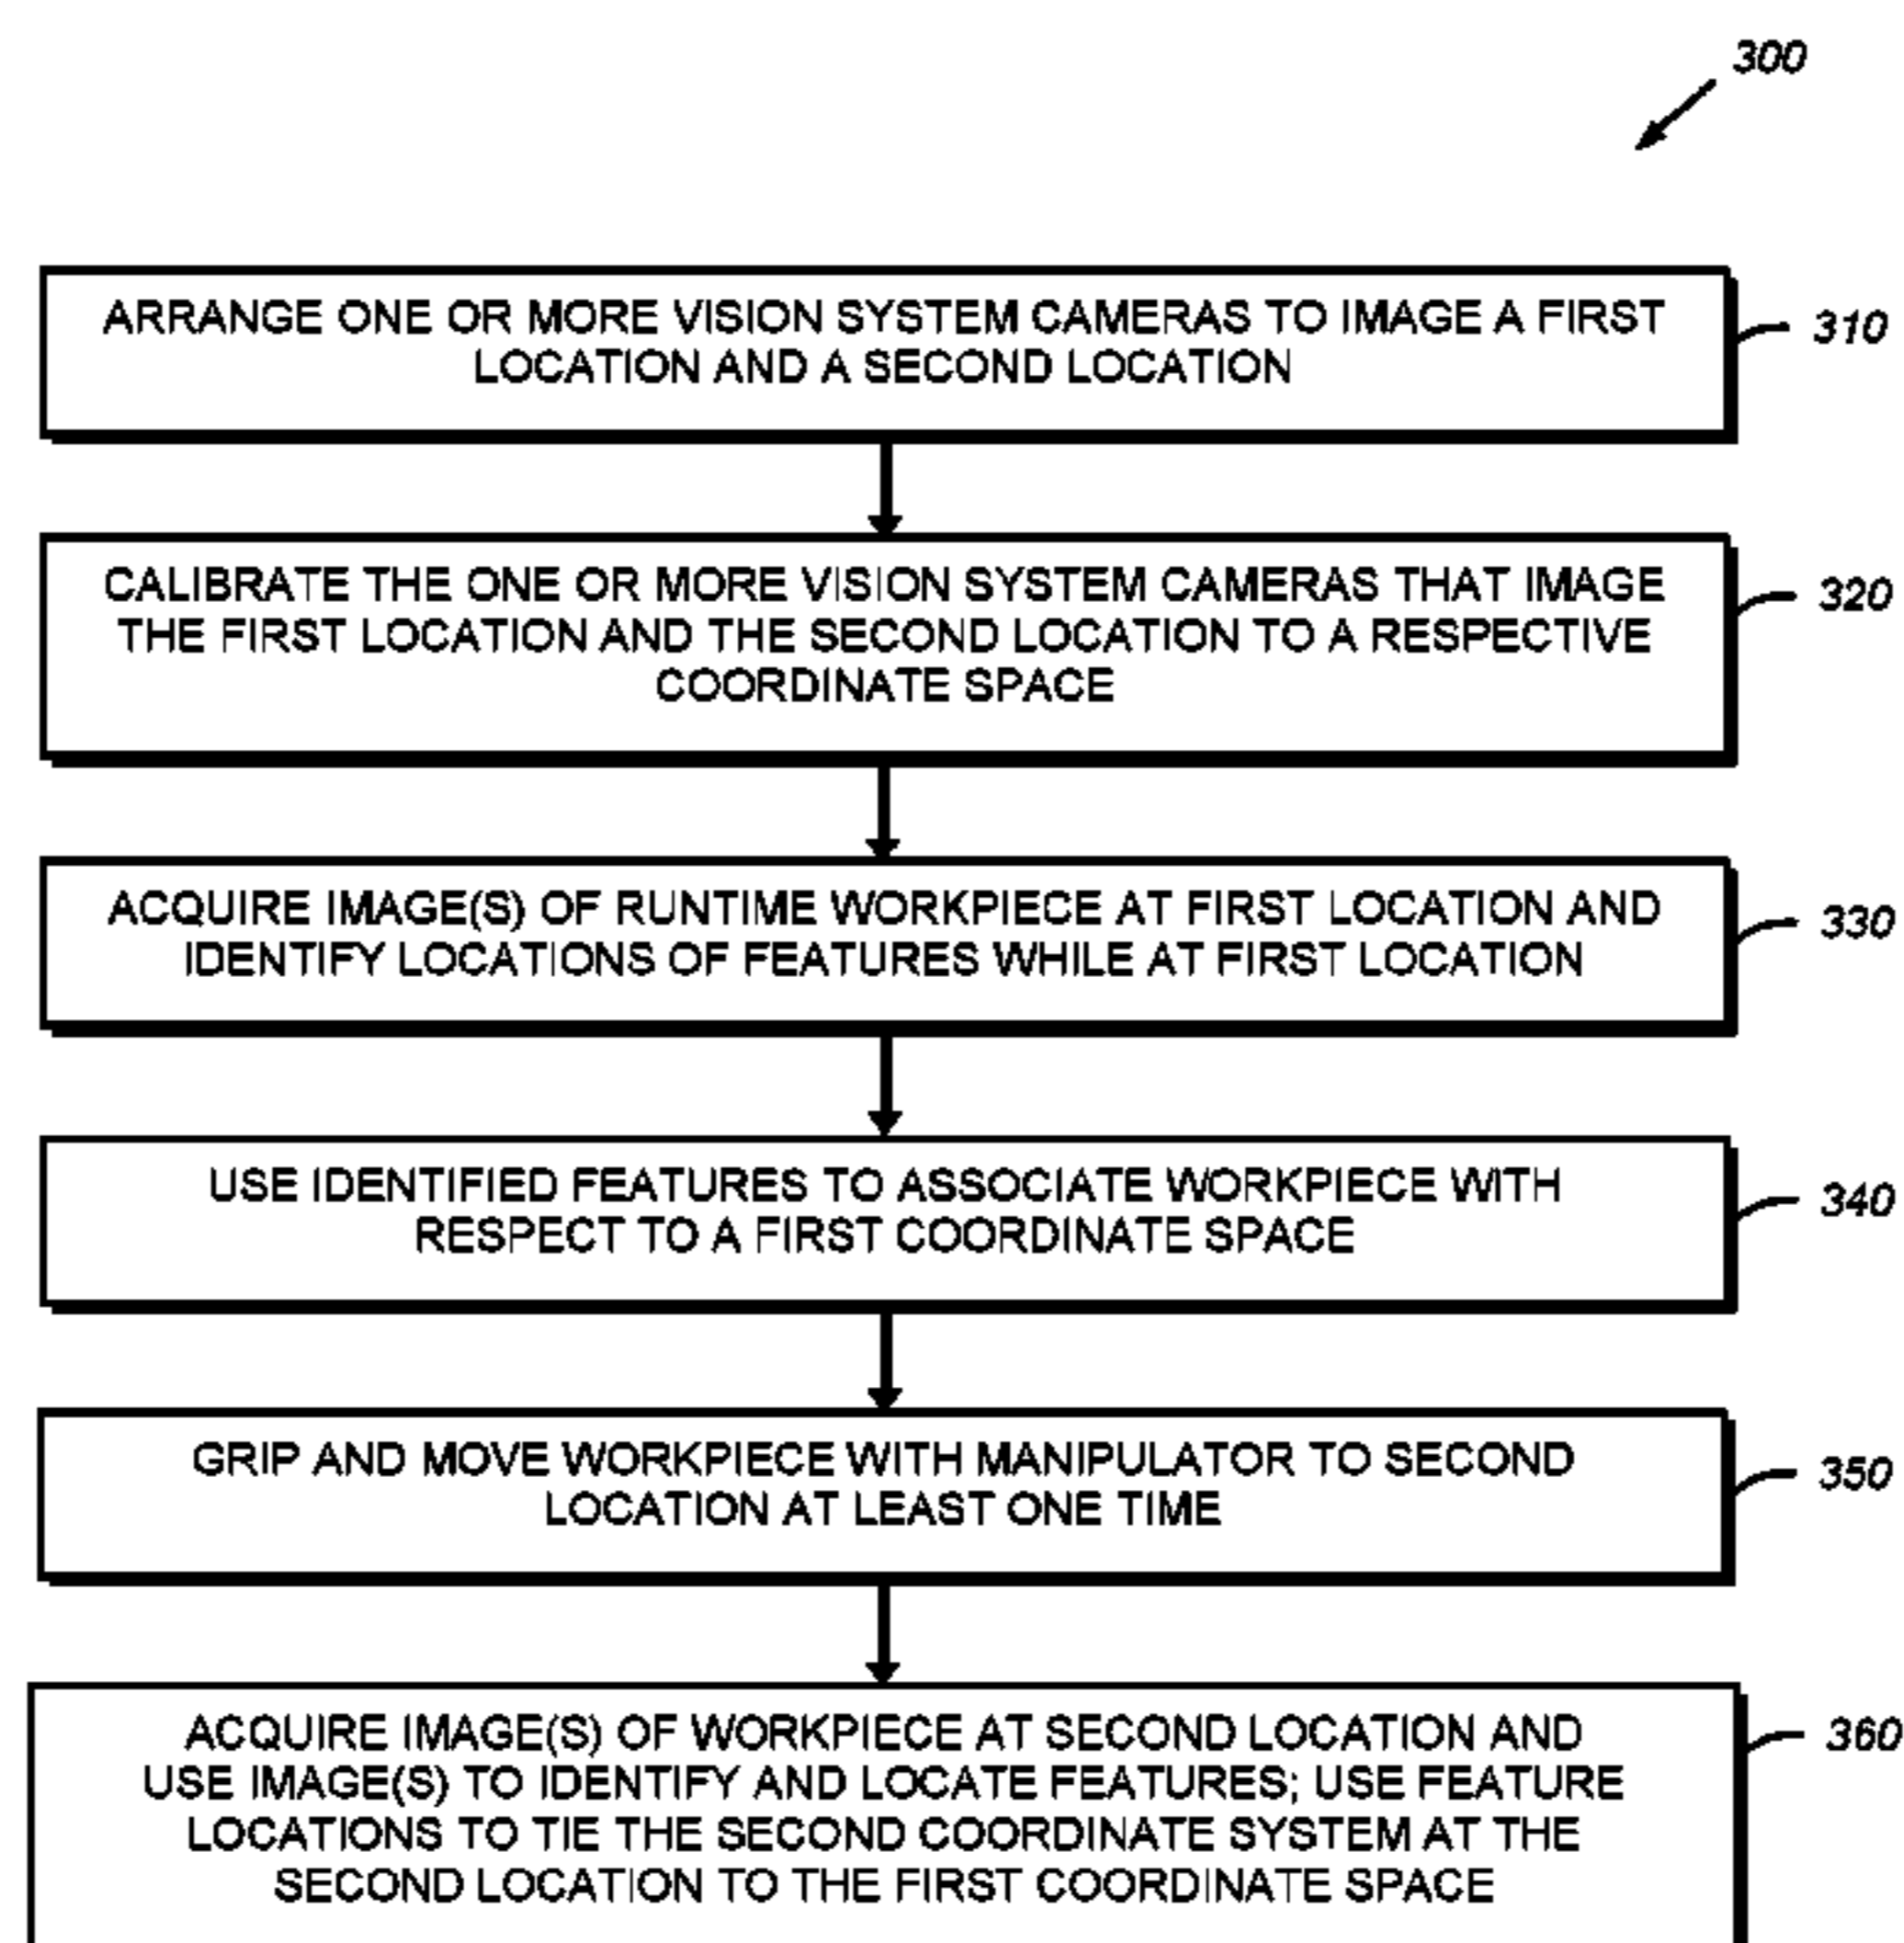 300
ARRANGE ONE OR MORE VISION SYSTEM CAMERAS TO IMAGE A FIRST
LOCATION AND A SECOND LOCATION
310
CALIBRATE THE ONE OR MORE VISION SYSTEM CAMERAS THAT IMAGE
THE FIRST LOCATION AND THE SECOND LOCATION TO A RESPECTIVE
COORDINATE SPACE
320
ACQUIRE IMAGE(S) OF RUNTIME WORKPIECE AT FIRST LOCATION AND
IDENTIFY LOCATIONS OF FEATURES WHILE AT FIRST LOCATION
330
USE IDENTIFIED FEATURES TO ASSOCIATE WORKPIECE WITH
RESPECT TO A FIRST COORDINATE SPACE
340
GRIP AND MOVE WORKPIECE WITH MANIPULATOR TO SECOND
LOCATION AT LEAST ONE TIME
350
ACQUIRE IMAGE(S) OF WORKPIECE AT SECOND LOCATION AND
USE IMAGE(S) TO IDENTIFY AND LOCATE FEATURES; USE FEATURE
LOCATIONS TO TIE THE SECOND COORDINATE SYSTEM AT THE
SECOND LOCATION TO THE FIRST COORDINATE SPACE
360